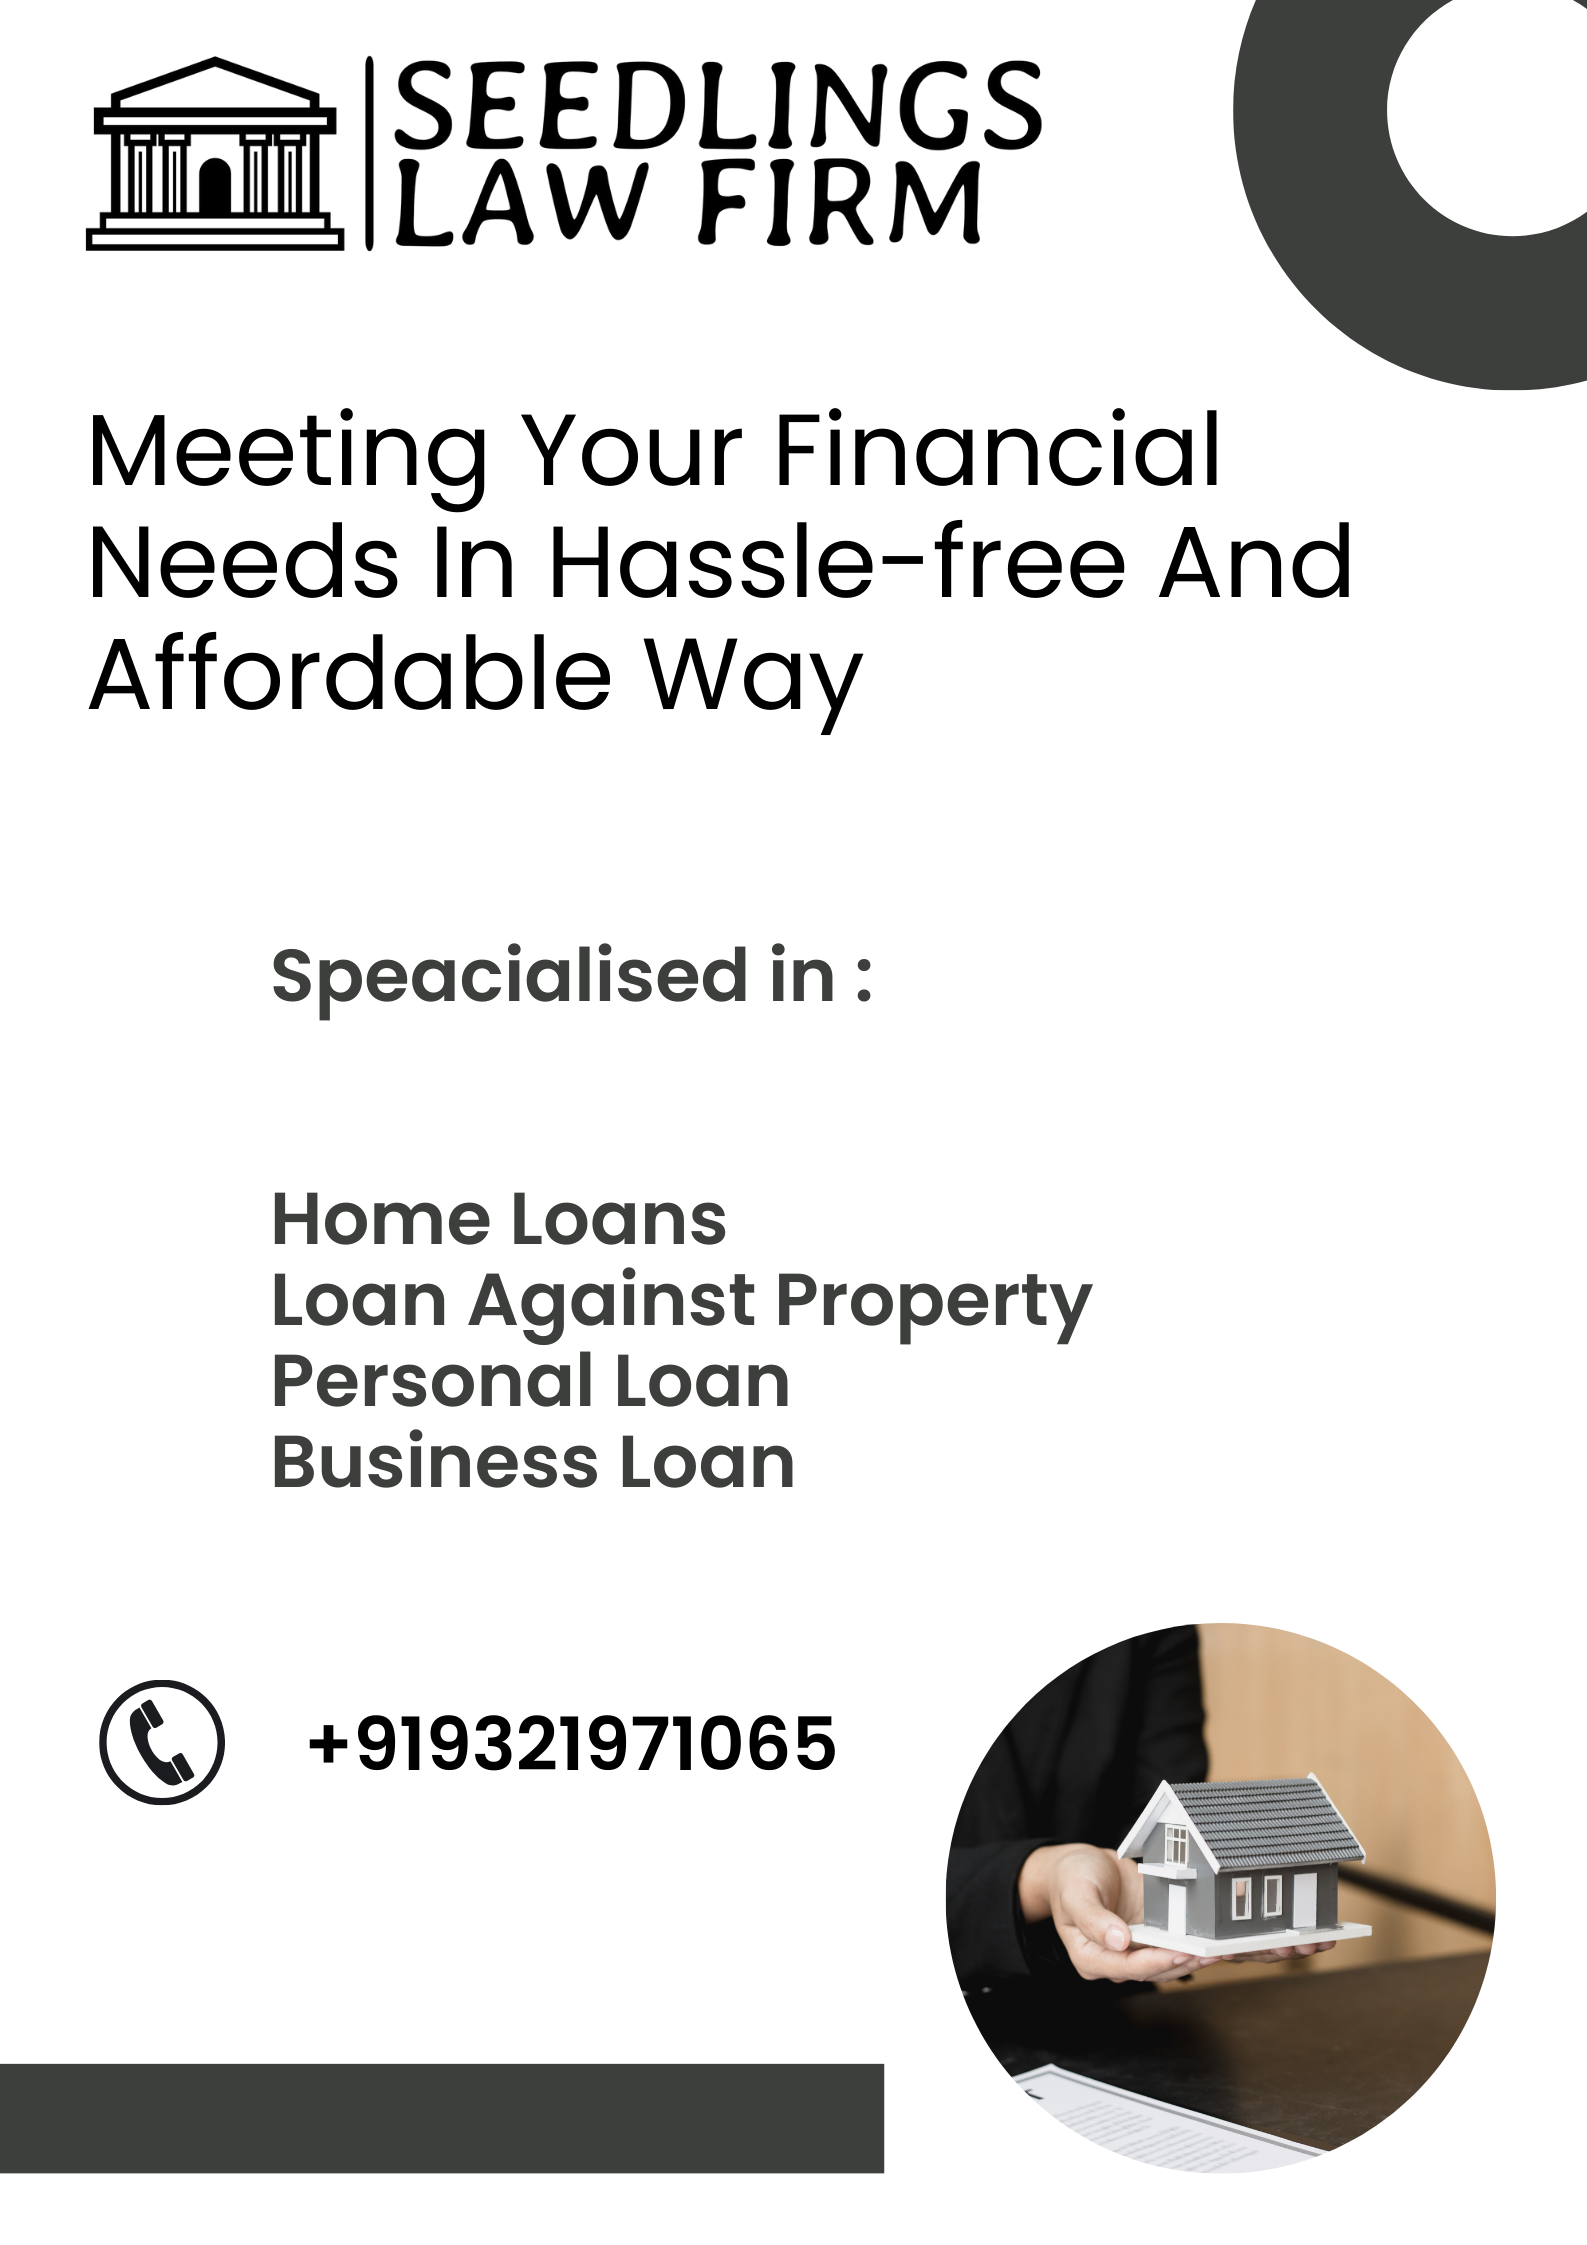 SEEDLINGS
LAW FIRM
Meeting Your Financial
Needs In Hassle-free And
Affordable Way
Speacialised in :
Home Loans
Loan Against Property
Personal Loan
Business Loan
+919321971065